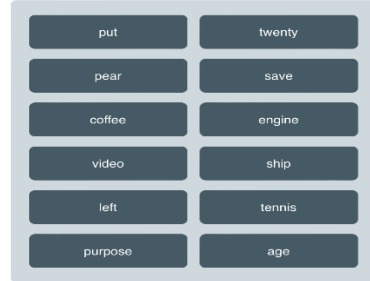 put twenty
pear save
coffee engine
video ship
left tennis
purpose age